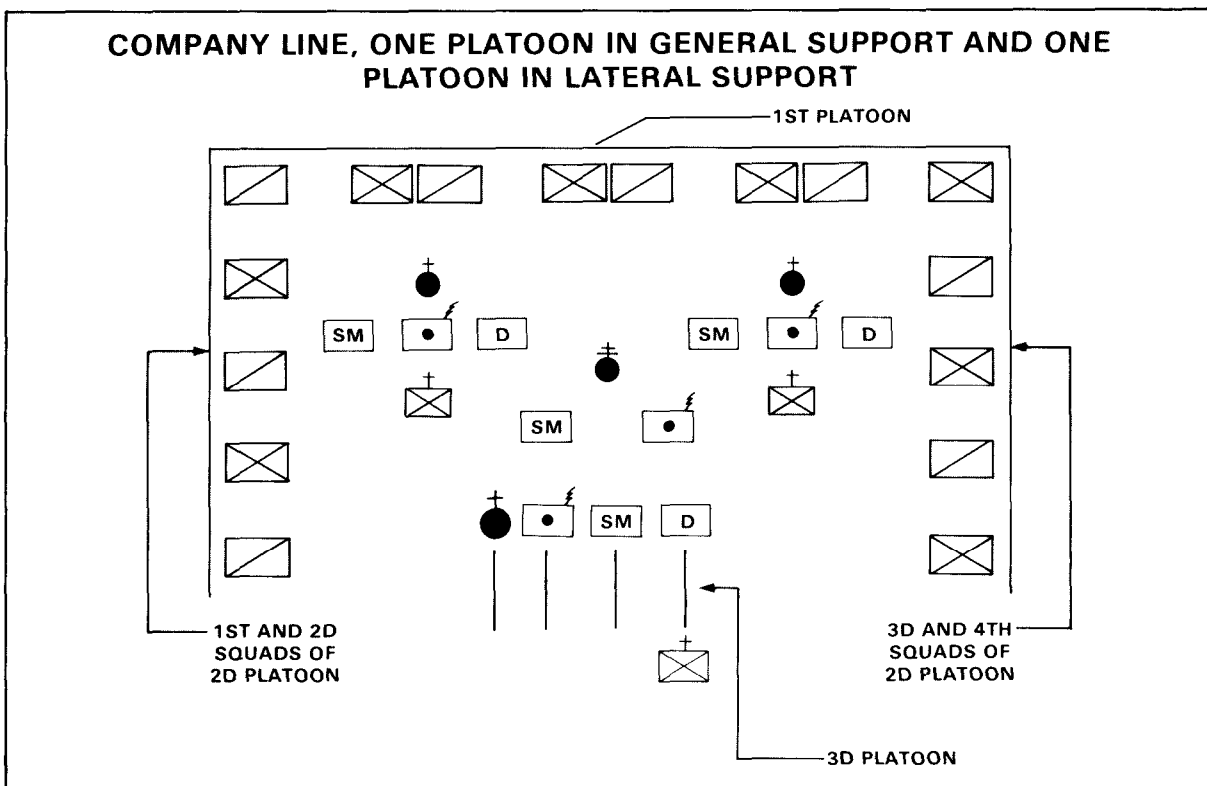 COMPANY LINE, ONE PLATOON IN GENERAL SUPPORT AND ONE
PLATOON IN LATERAL SUPPORT
1ST PLATOON
SM
D
SM
D
SM
SM
D
1ST AND 2D
SQUADS OF
2D PLATOON
3D AND 4TH
SQUADS OF
2D PLATOON
3D PLATOON